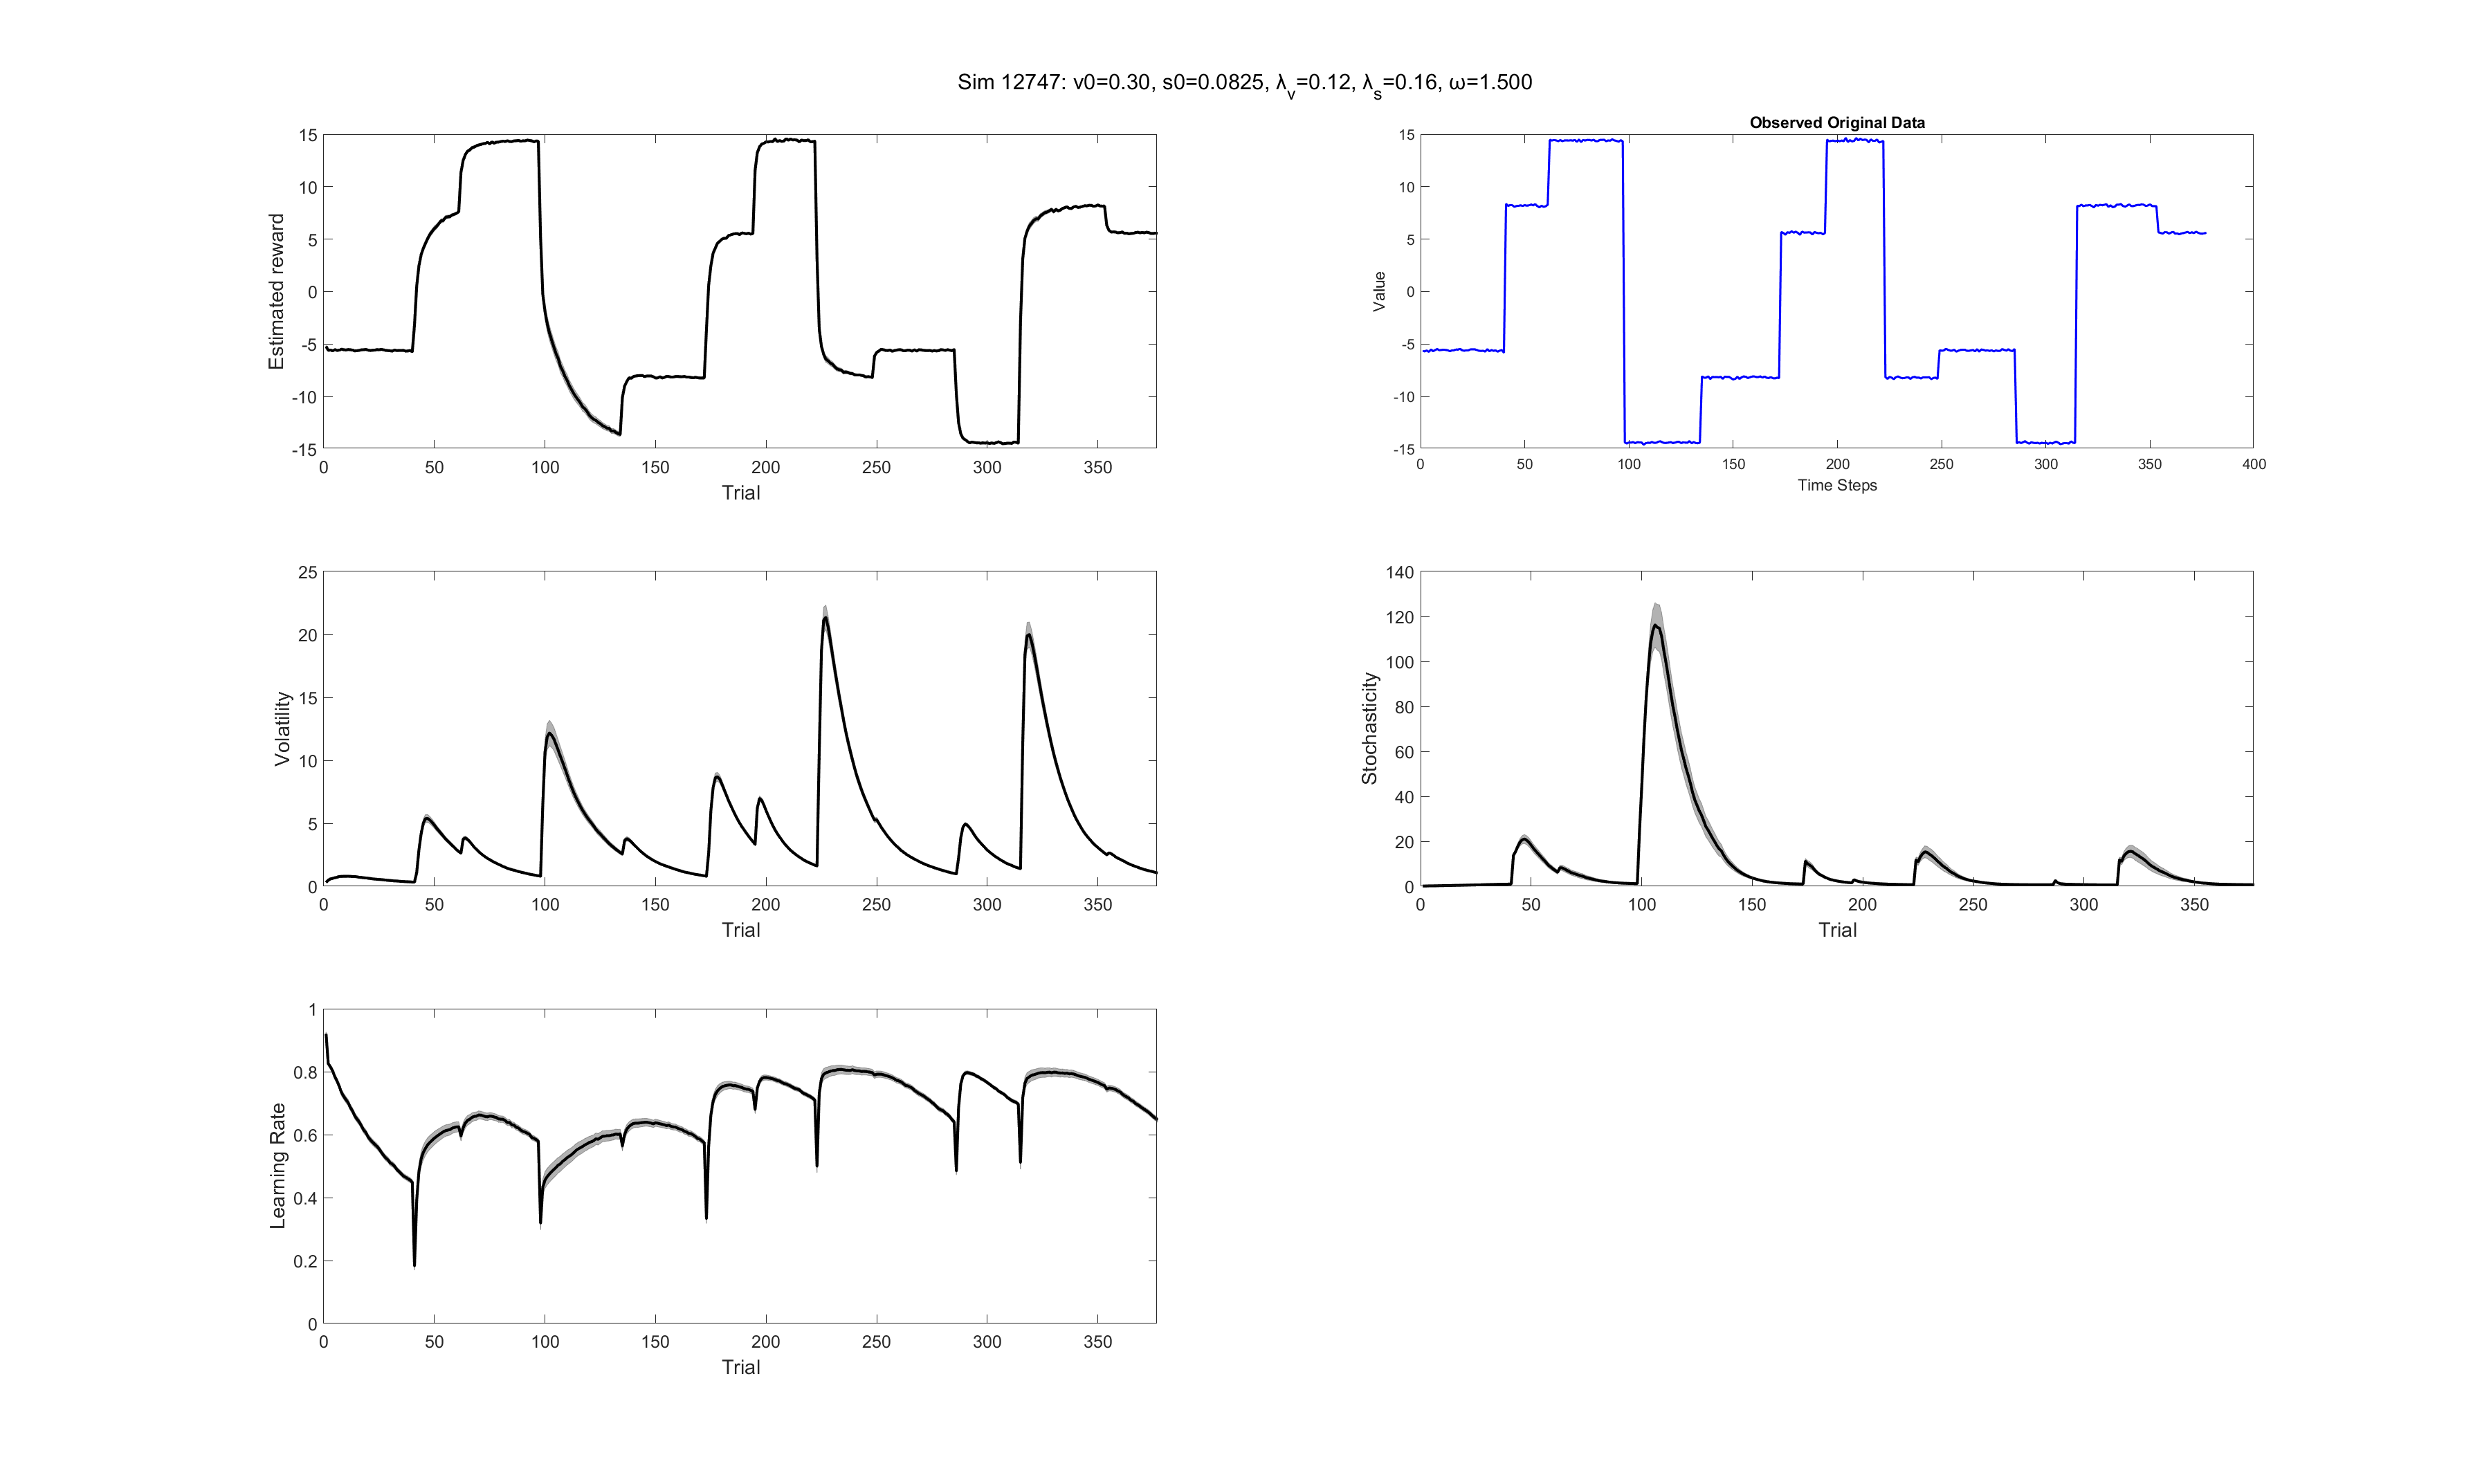 Sim 12747: v0=0.30, s0=0.0825, λv=0.12, λs=0.16, ω=1.500
15
10
5
0
-5
-10
-15
Estimated reward
0 50 100 150 200 250 300 350
Trial
Observed Original Data
15
10
5
0
-5
-10
-15
Value
0 50 100 150 200 250 300 350 400
Time Steps
25
20
15
10
5
0
Volatility
0 50 100 150 200 250 300 350
Trial
140
120
100
80
60
40
20
0
Stochasticity
0 50 100 150 200 250 300 350
Trial
1
0.8
0.6
0.4
0.2
0
Learning Rate
0 50 100 150 200 250 300 350
Trial